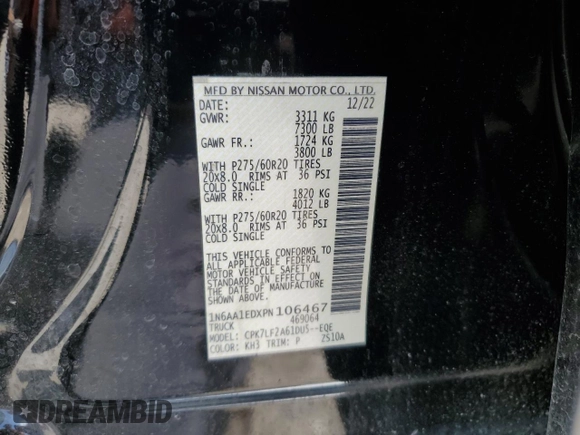 MFD BY NISSAN MOTOR CO., LTD.
DATE: 12/22
GVWR: 3311 KG
7300 LB
GAWR FR.: 1724 KG
3800 LB
WITH P275/60R20 TIRES
20x8.0 RIMS AT 36 PSI
COLD SINGLE
GAWR RR.: 1820 KG
4012 LB
WITH P275/60R20 TIRES
20x8.0 RIMS AT 36 PSI
COLD SINGLE
THIS VEHICLE CONFORMS TO
ALL APPLICABLE FEDERAL
MOTOR VEHICLE SAFETY
STANDARDS IN EFFECT ON
THE DATE OF MANUFACTURE
SHOWN ABOVE.
1N6AA1EDXPN106467
TRUCK 469064
MODEL: CPK7LF2A61DU5--EQE
COLOR: KH3 TRIM: P 2S10A
DREAMBID